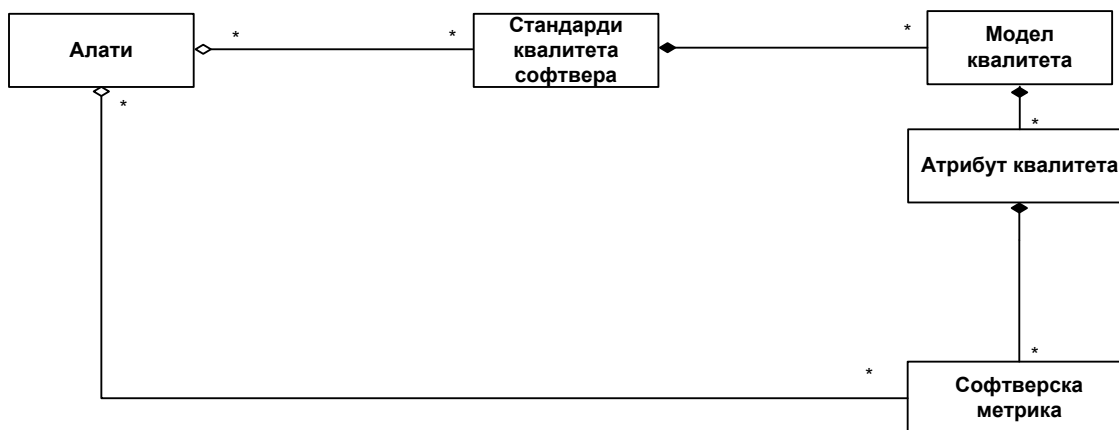 Алати
*
*
Стандарди
квалитета
софтвера
*
Модел
квалитета
*
*
Атрибут квалитета
*
*
Софтверска
метрика